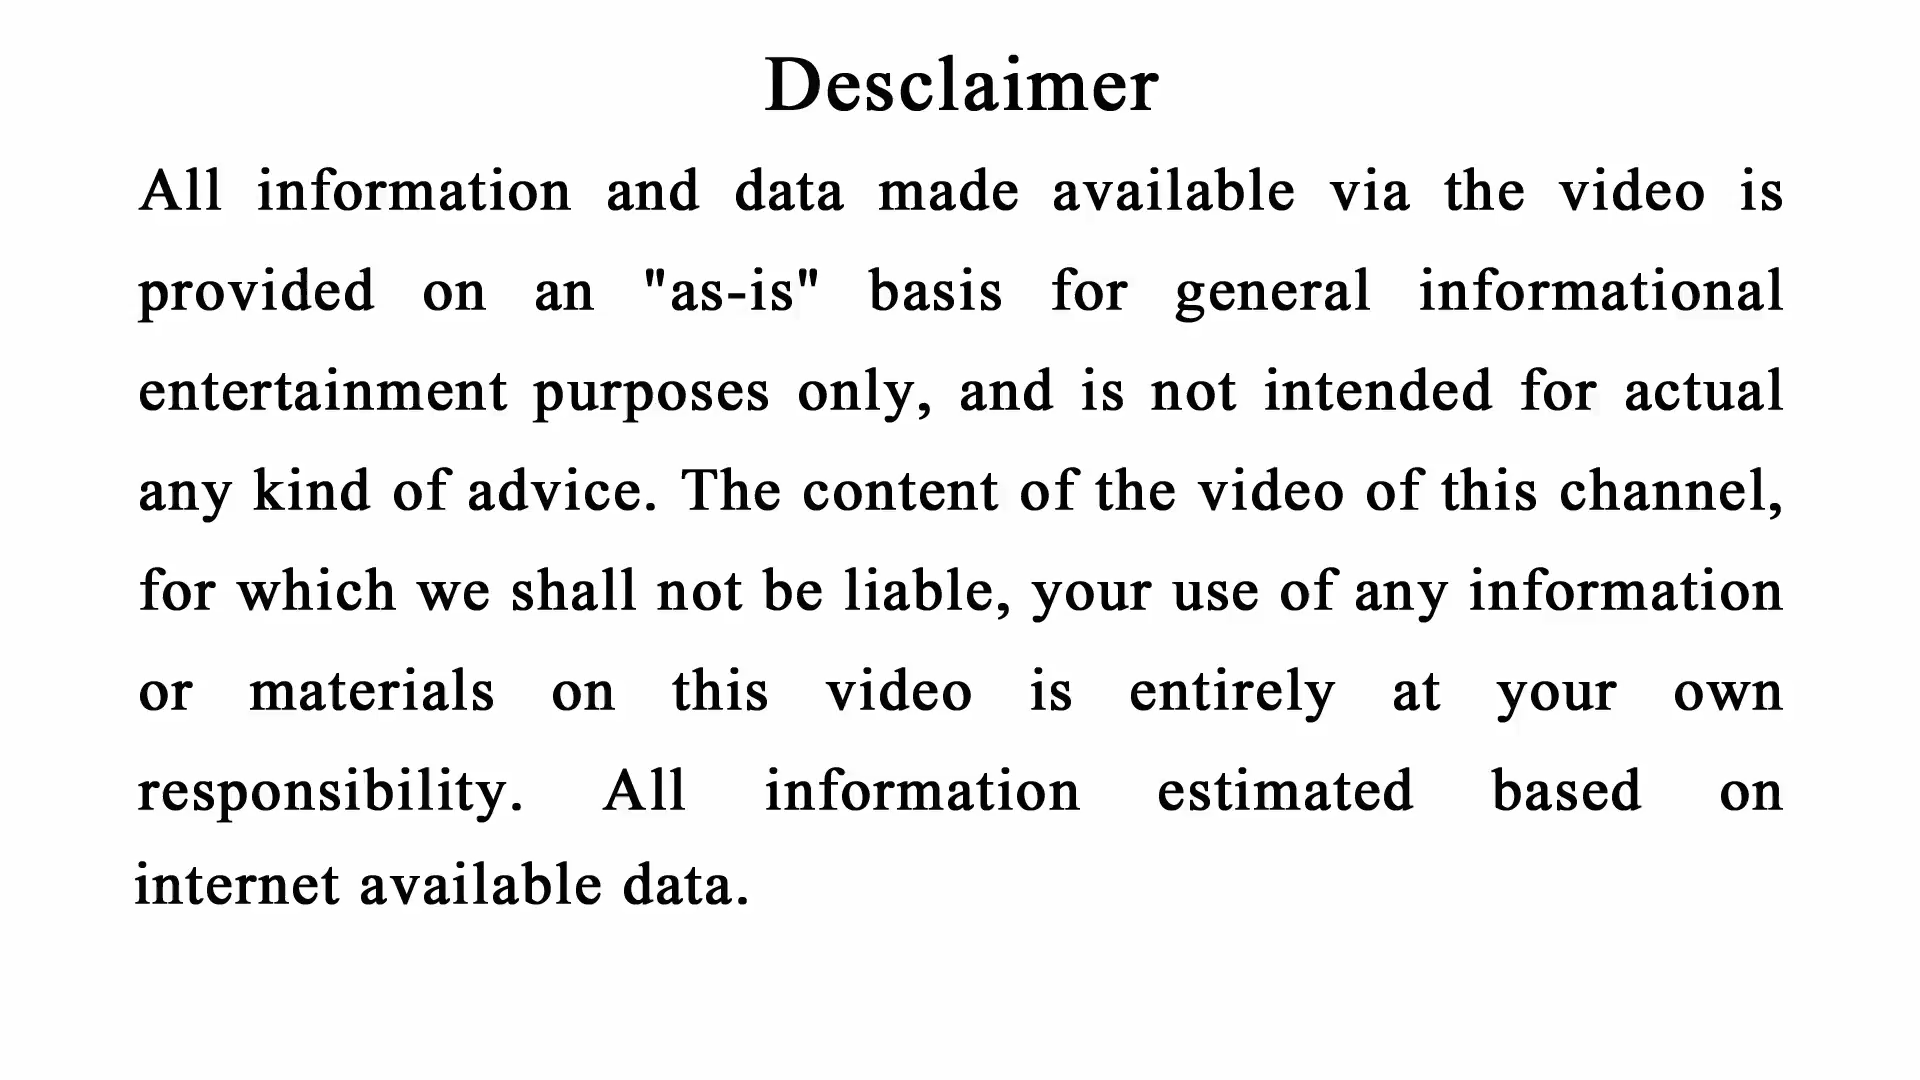 Desclaimer
All information and data made available via the video is
provided on an "as-is" basis for general informational
entertainment purposes only, and is not intended for actual
any kind of advice. The content of the video of this channel,
for which we shall not be liable, your use of any information
or materials on this video is entirely at your own
responsibility. All information estimated based on
internet available data.